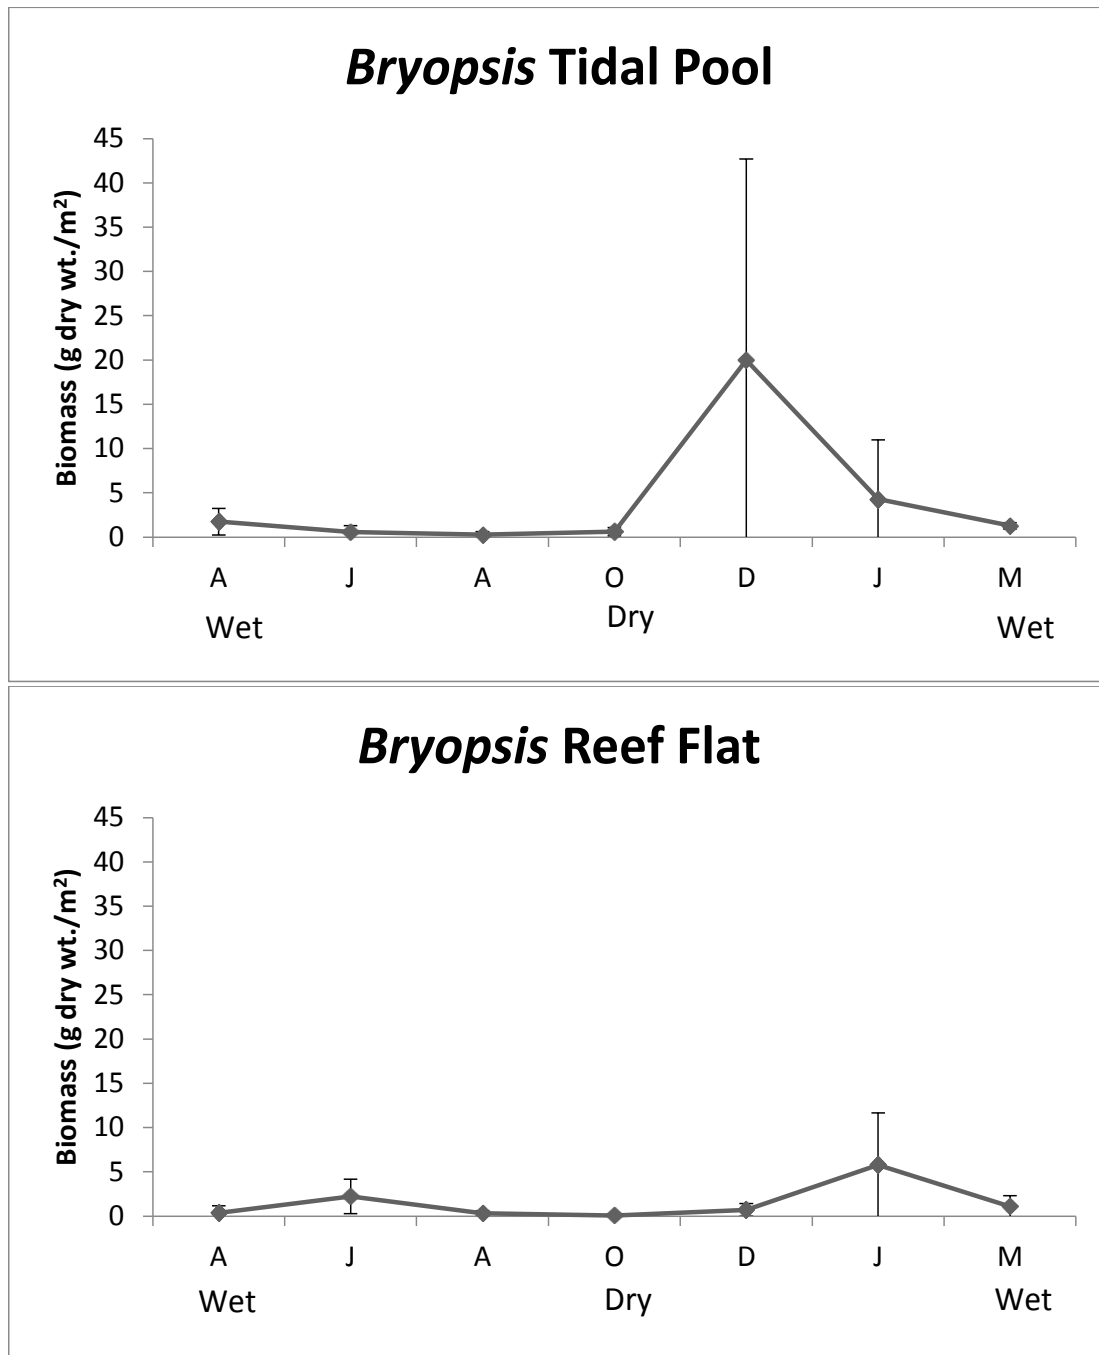 Bryopsis Tidal Pool
Biomass (g dry wt./m²)
45
40
35
30
25
20
15
10
5
0
A J A O D J M
Wet Dry Wet
Bryopsis Reef Flat
Biomass (g dry wt./m²)
45
40
35
30
25
20
15
10
5
0
A J A O D J M
Wet Dry Wet